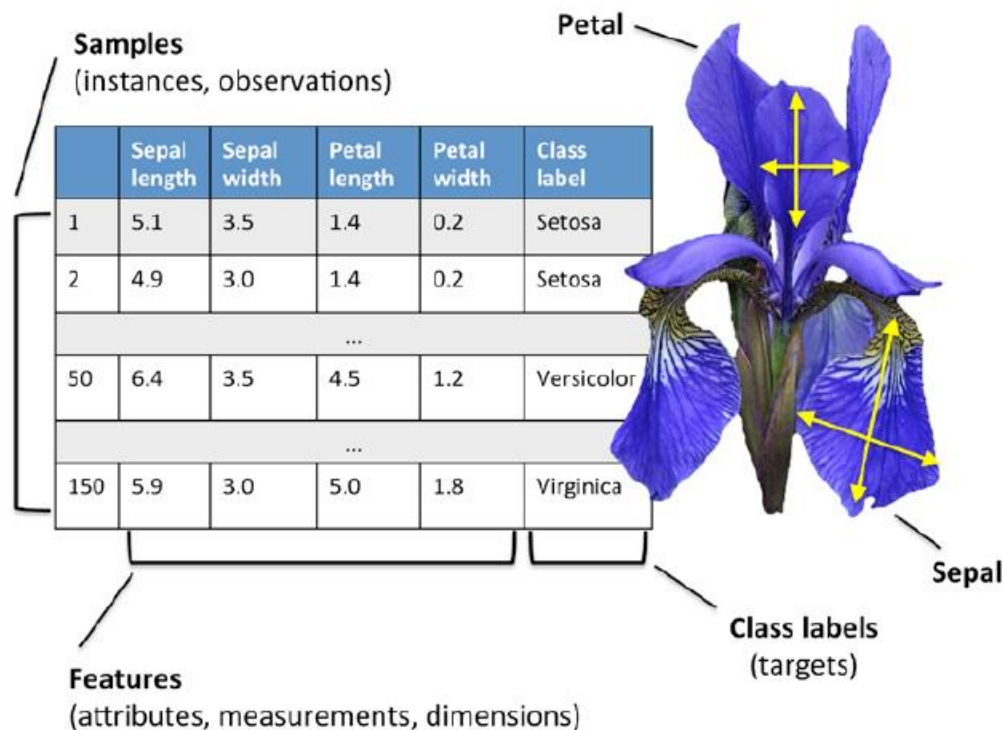 Samples
(instances, observations)
Petal
Sepal length Sepal width Petal length Petal width Class label
1 5.1 3.5 1.4 0.2 Setosa
2 4.9 3.0 1.4 0.2 Setosa
...
50 6.4 3.5 4.5 1.2 Versicolor
...
150 5.9 3.0 5.0 1.8 Virginica
Sepal
Class labels
(targets)
Features
(attributes, measurements, dimensions)